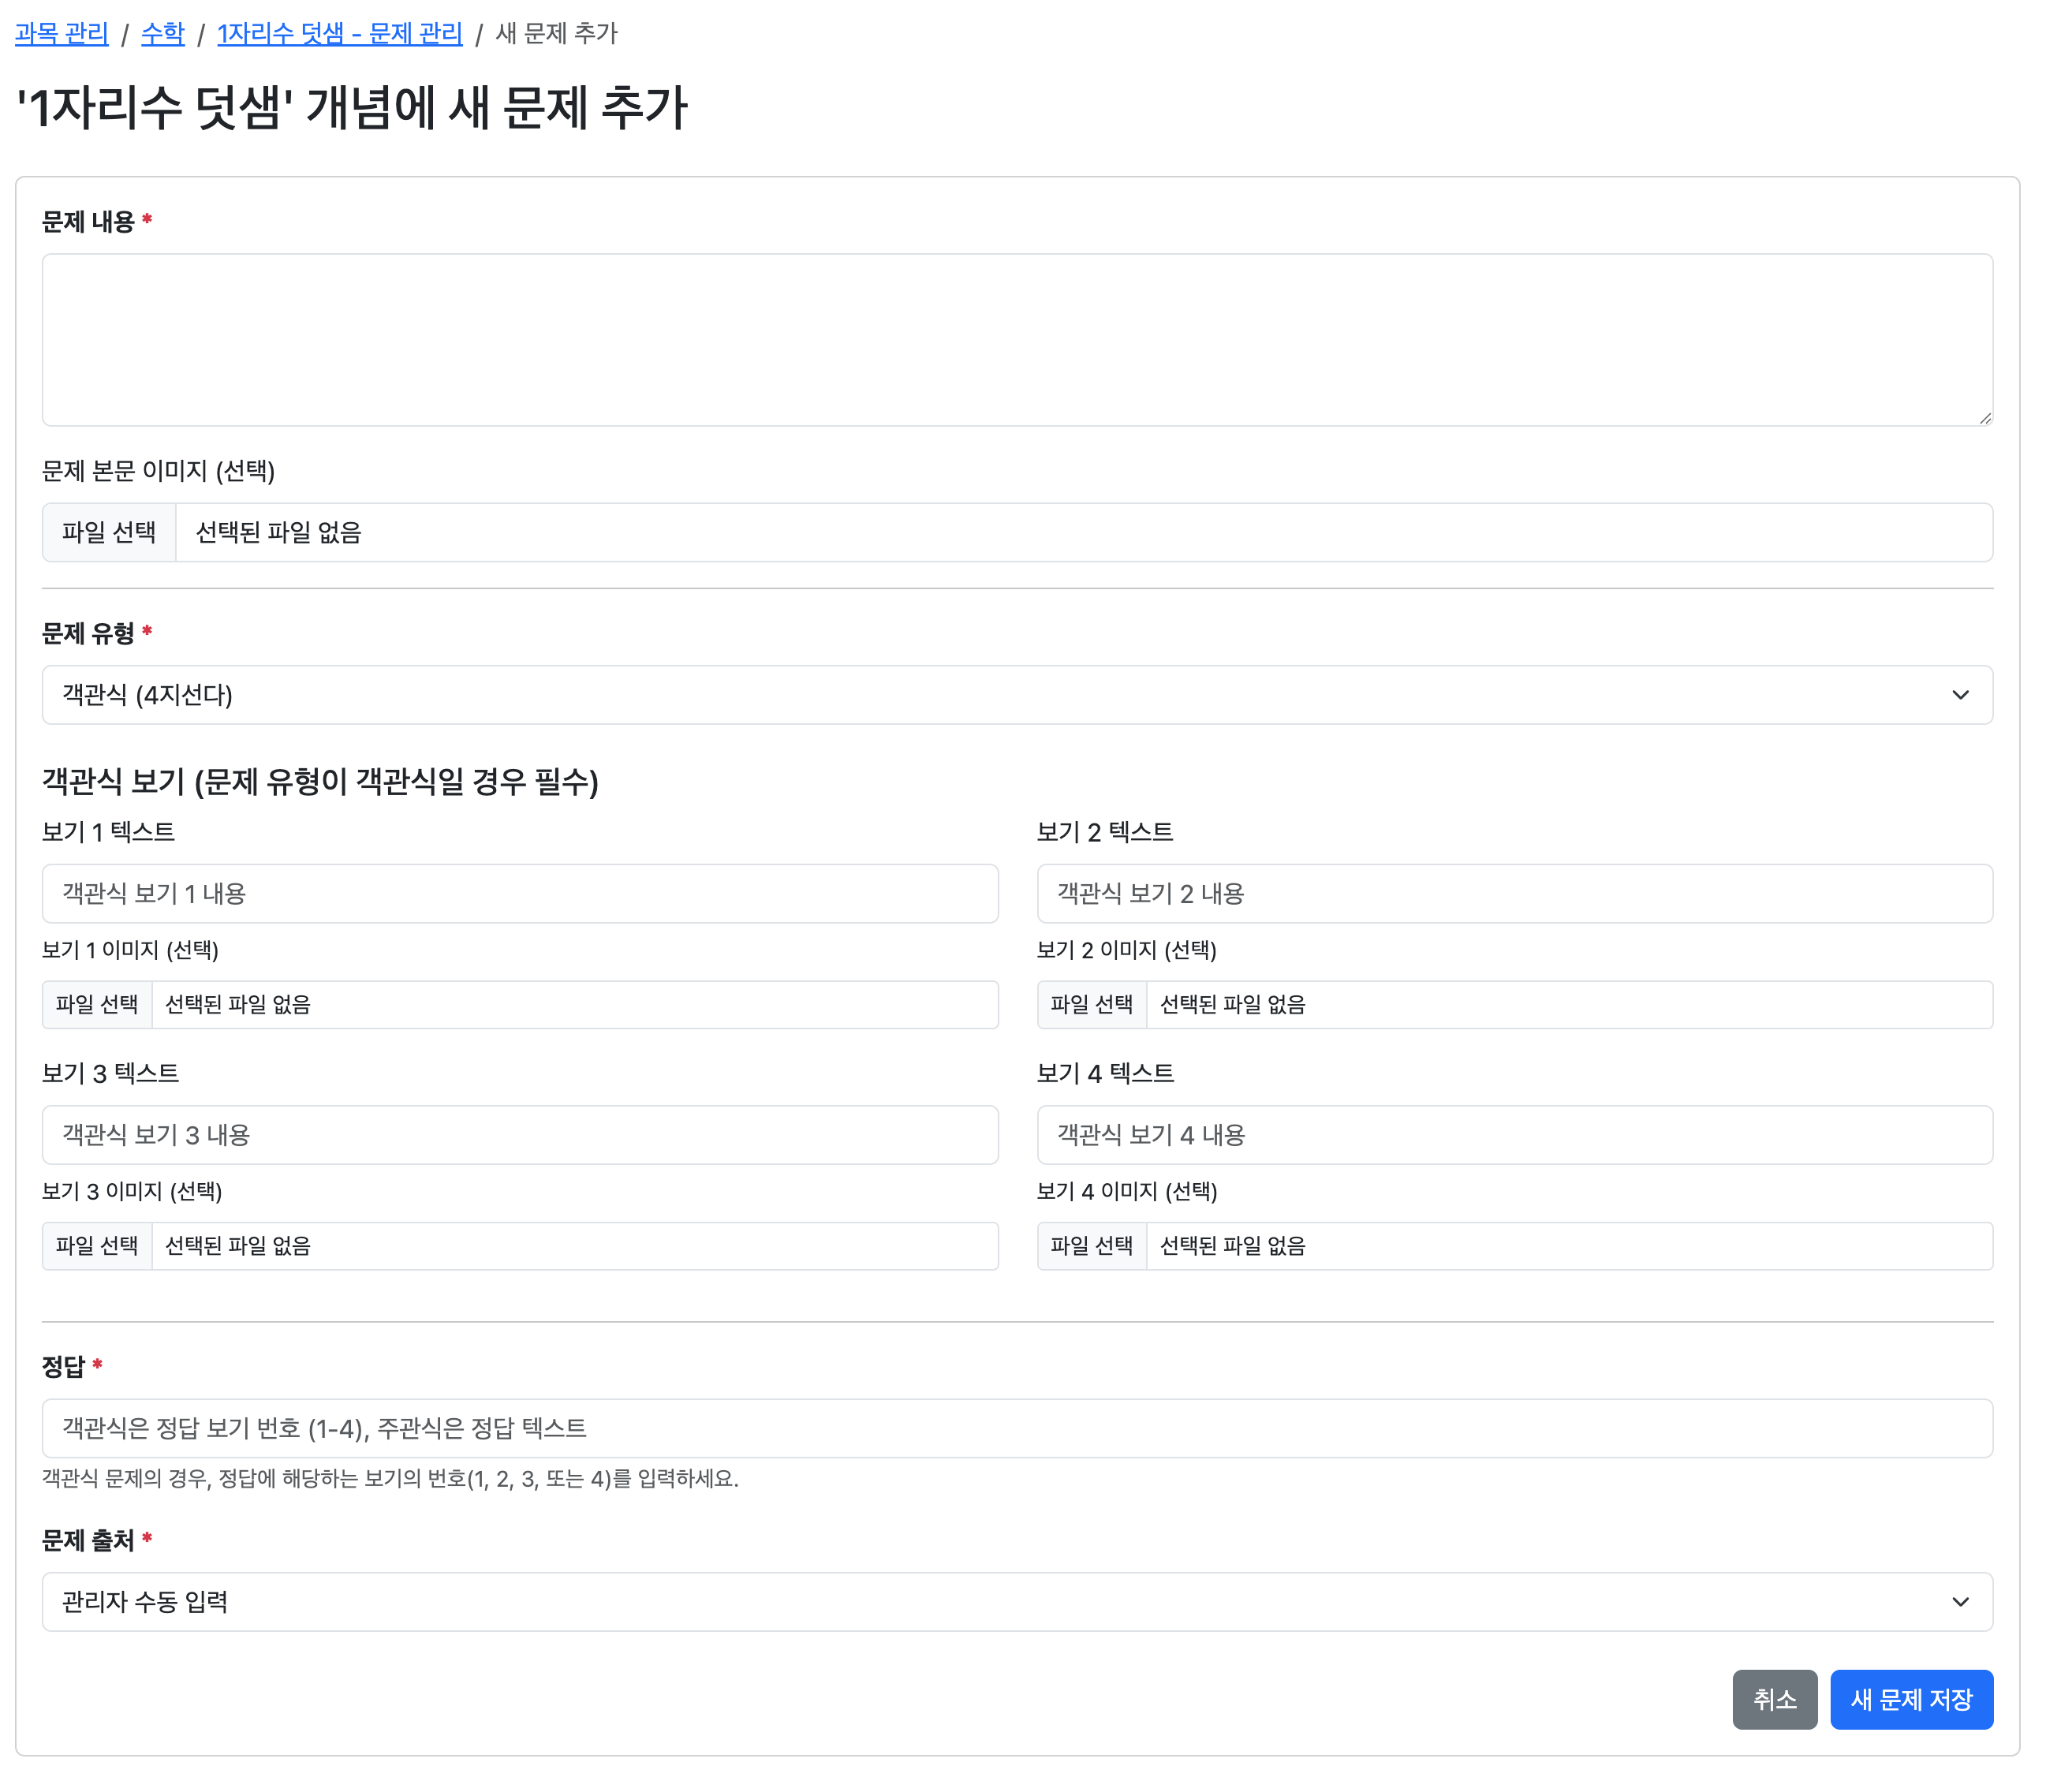 과목 관리 / 수학 / 1자리수 덧샘 - 문제 관리 / 새 문제 추가
'1자리수 덧샘' 개념에 새 문제 추가
문제 내용 *
문제 본문 이미지 (선택)
파일 선택 선택된 파일 없음
문제 유형 *
객관식 (4지선다)
객관식 보기 (문제 유형이 객관식일 경우 필수)
보기 1 텍스트 보기 2 텍스트
객관식 보기 1 내용 객관식 보기 2 내용
보기 1 이미지 (선택) 보기 2 이미지 (선택)
파일 선택 선택된 파일 없음 파일 선택 선택된 파일 없음
보기 3 텍스트 보기 4 텍스트
객관식 보기 3 내용 객관식 보기 4 내용
보기 3 이미지 (선택) 보기 4 이미지 (선택)
파일 선택 선택된 파일 없음 파일 선택 선택된 파일 없음
정답 *
객관식은 정답 보기 번호 (1-4), 주관식은 정답 텍스트
객관식 문제의 경우, 정답에 해당하는 보기의 번호(1, 2, 3, 또는 4)를 입력하세요.
문제 출처 *
관리자 수동 입력
취소 새 문제 저장